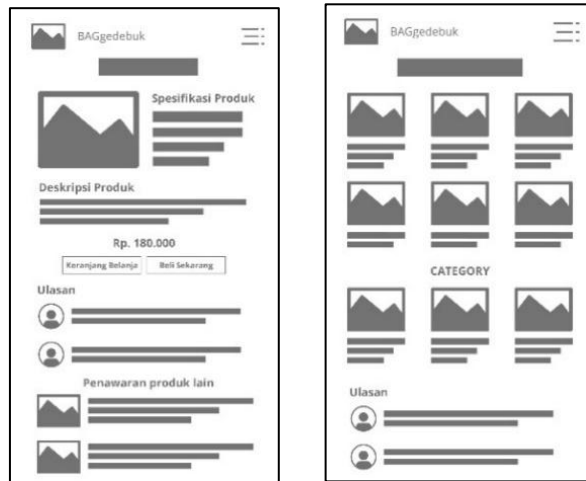 BAGgedebuk
Spesifikasi Produk
Deskripsi Produk
Rp. 180.000
Keranjang Belanja
Beli Sekarang
Ulasan
Penawaran produk lain
BAGgedebuk
CATEGORY
Ulasan